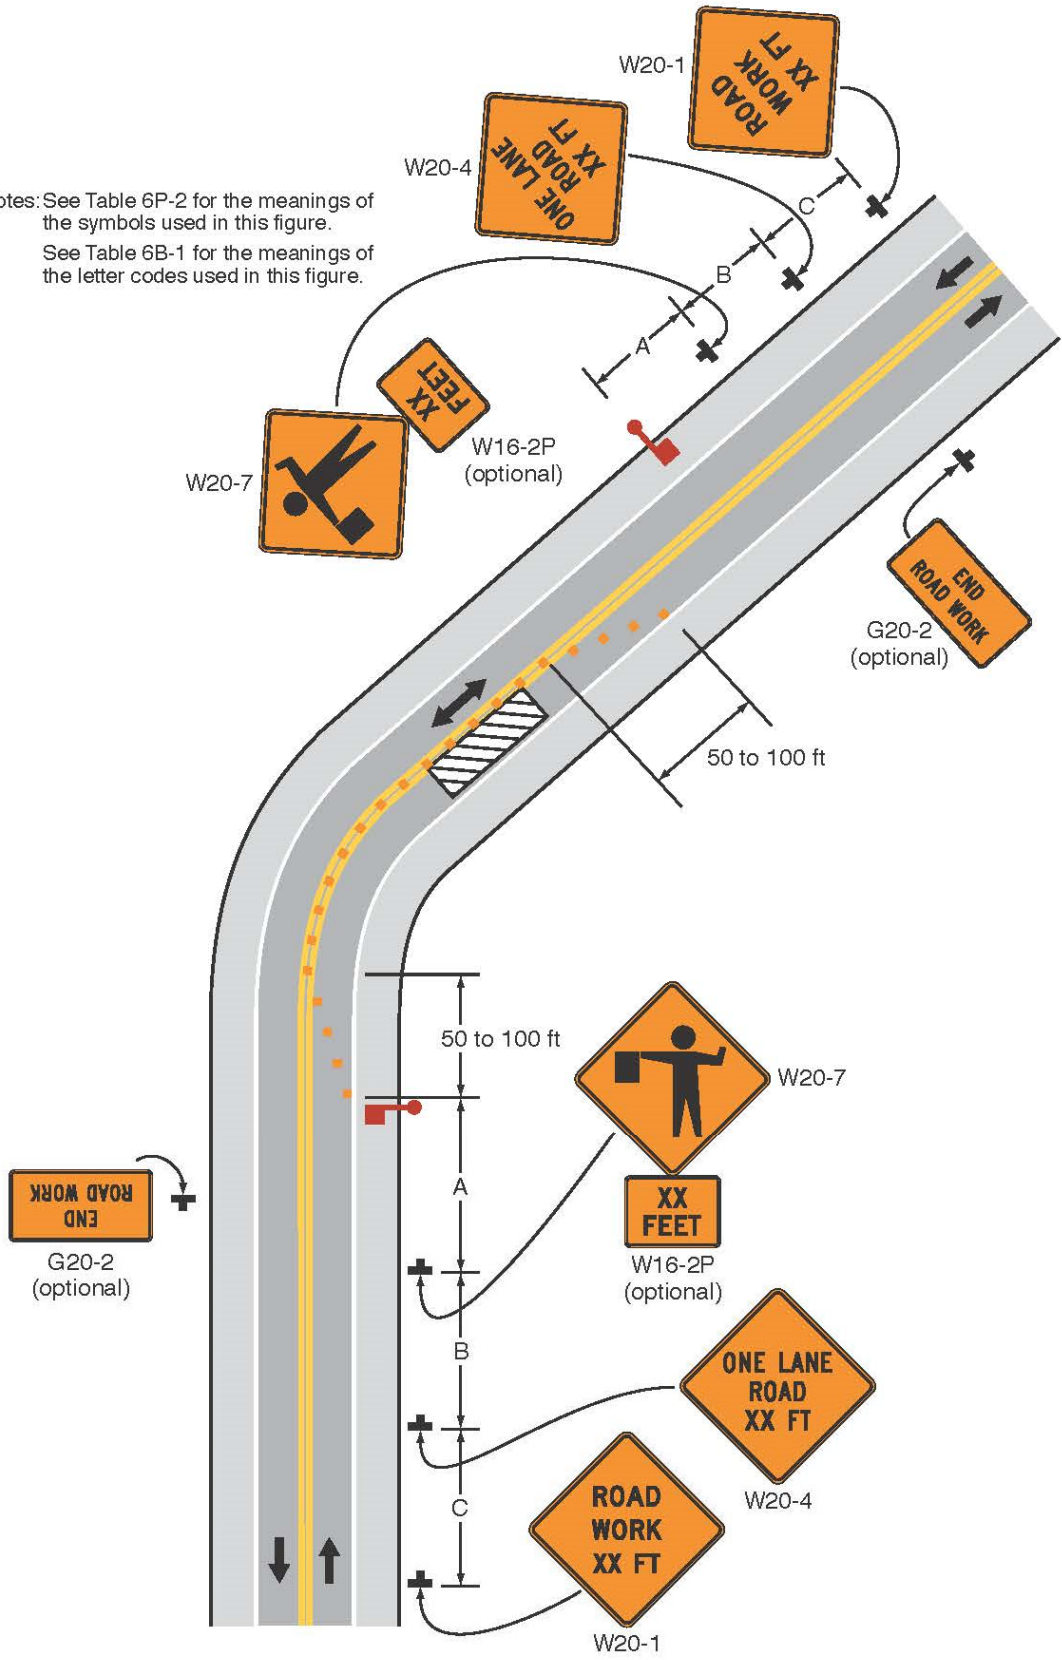 W20-1
ROAD
WORK
XX FT
W20-4
ONE LANE
ROAD
XX FT
otes: See Table 6P-2 for the meanings of
the symbols used in this figure.
See Table 6B-1 for the meanings of
the letter codes used in this figure.
C
B
A
XX
FEET
W16-2P
(optional)
W20-7
END
ROAD WORK
G20-2
(optional)
50 to 100 ft
50 to 100 ft
W20-7
A
XX
FEET
W16-2P
(optional)
END
ROAD WORK
G20-2
(optional)
B
ONE LANE
ROAD
XX FT
W20-4
C
ROAD
WORK
XX FT
W20-1